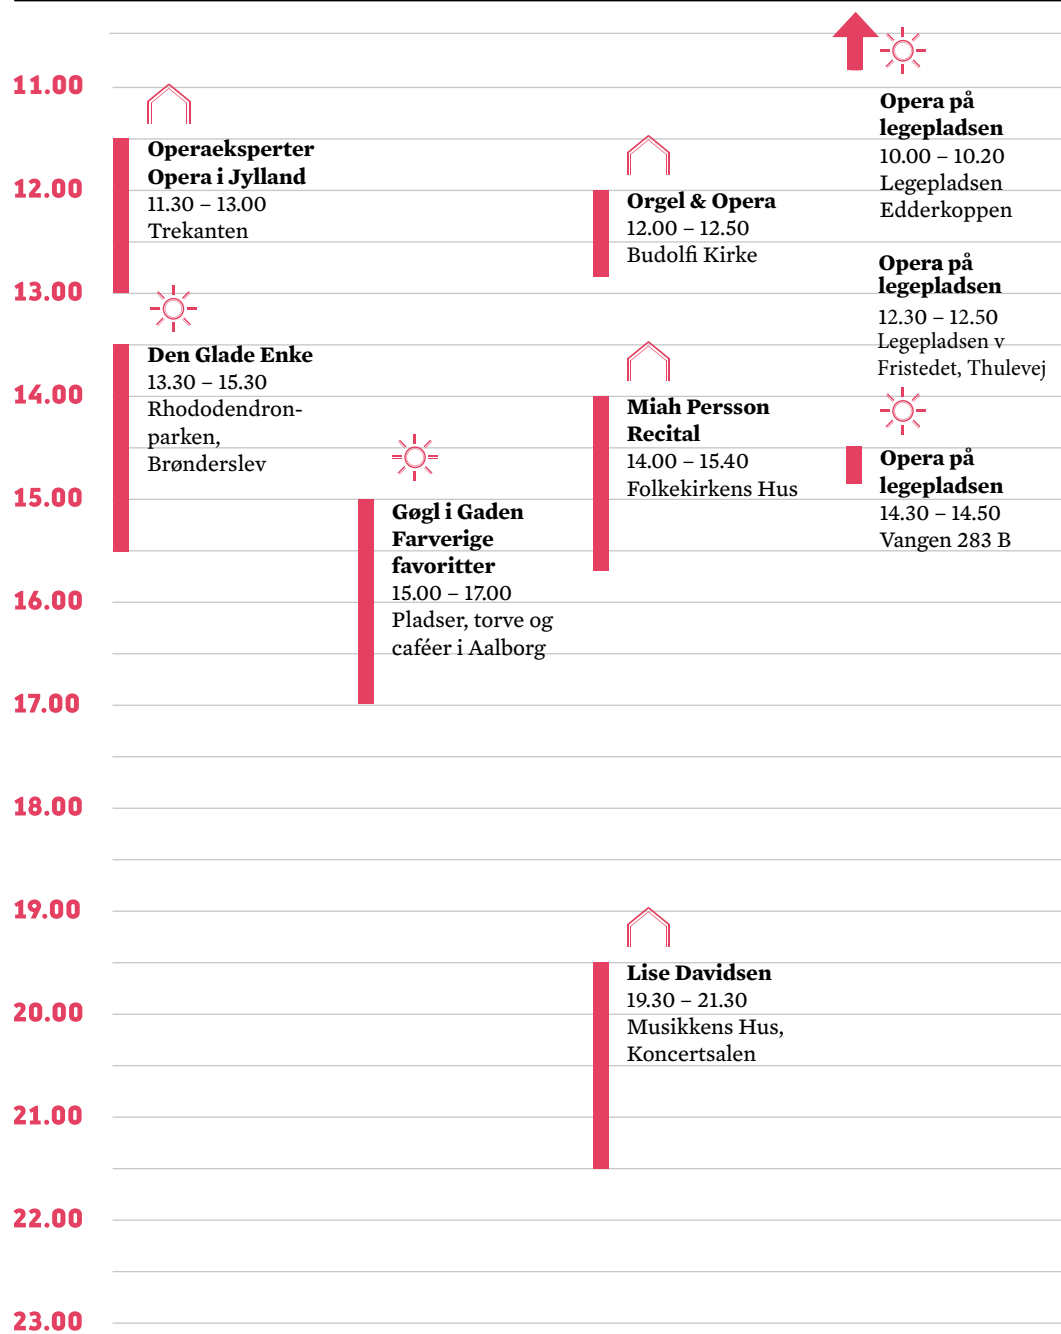 11.00
12.00
13.00
14.00
15.00
16.00
17.00
18.00
19.00
20.00
21.00
22.00
23.00
Operaeksperter
Opera i Jylland
11.30 – 13.00
Trekanten
Den Glade Enke
13.30 – 15.30
Rhododendron-
parken,
Brønderslev
Gøgl i Gaden
Farverige
favoritter
15.00 – 17.00
Pladser, torve og
caféer i Aalborg
Orgel & Opera
12.00 – 12.50
Budolfi Kirke
Miah Persson
Recital
14.00 – 15.40
Folkekirkens Hus
Lise Davidsen
19.30 – 21.30
Musikkens Hus,
Koncertsalen
Opera på
legepladsen
10.00 – 10.20
Legepladsen
Edderkoppen
Opera på
legepladsen
12.30 – 12.50
Legepladsen v
Fristedet, Thulevej
Opera på
legepladsen
14.30 – 14.50
Vangen 283 B